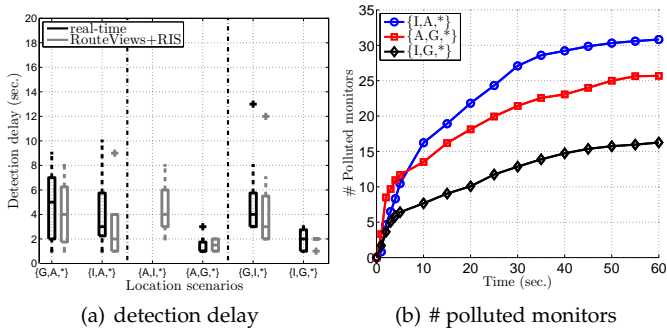 real-time
RouteViews+RIS
Detection delay (sec.)
20
18
16
14
12
10
8
6
4
2
0
{G,A,*}
{I,A,*}
{A,I,*}
{A,G,*}
{G,I,*}
{I,G,*}
Location scenarios
(a) detection delay
{I,A,*}
{A,G,*}
{I,G,*}
# Polluted monitors
35
30
25
20
15
10
5
0
0
10
20
30
40
50
60
Time (sec.)
(b) # polluted monitors